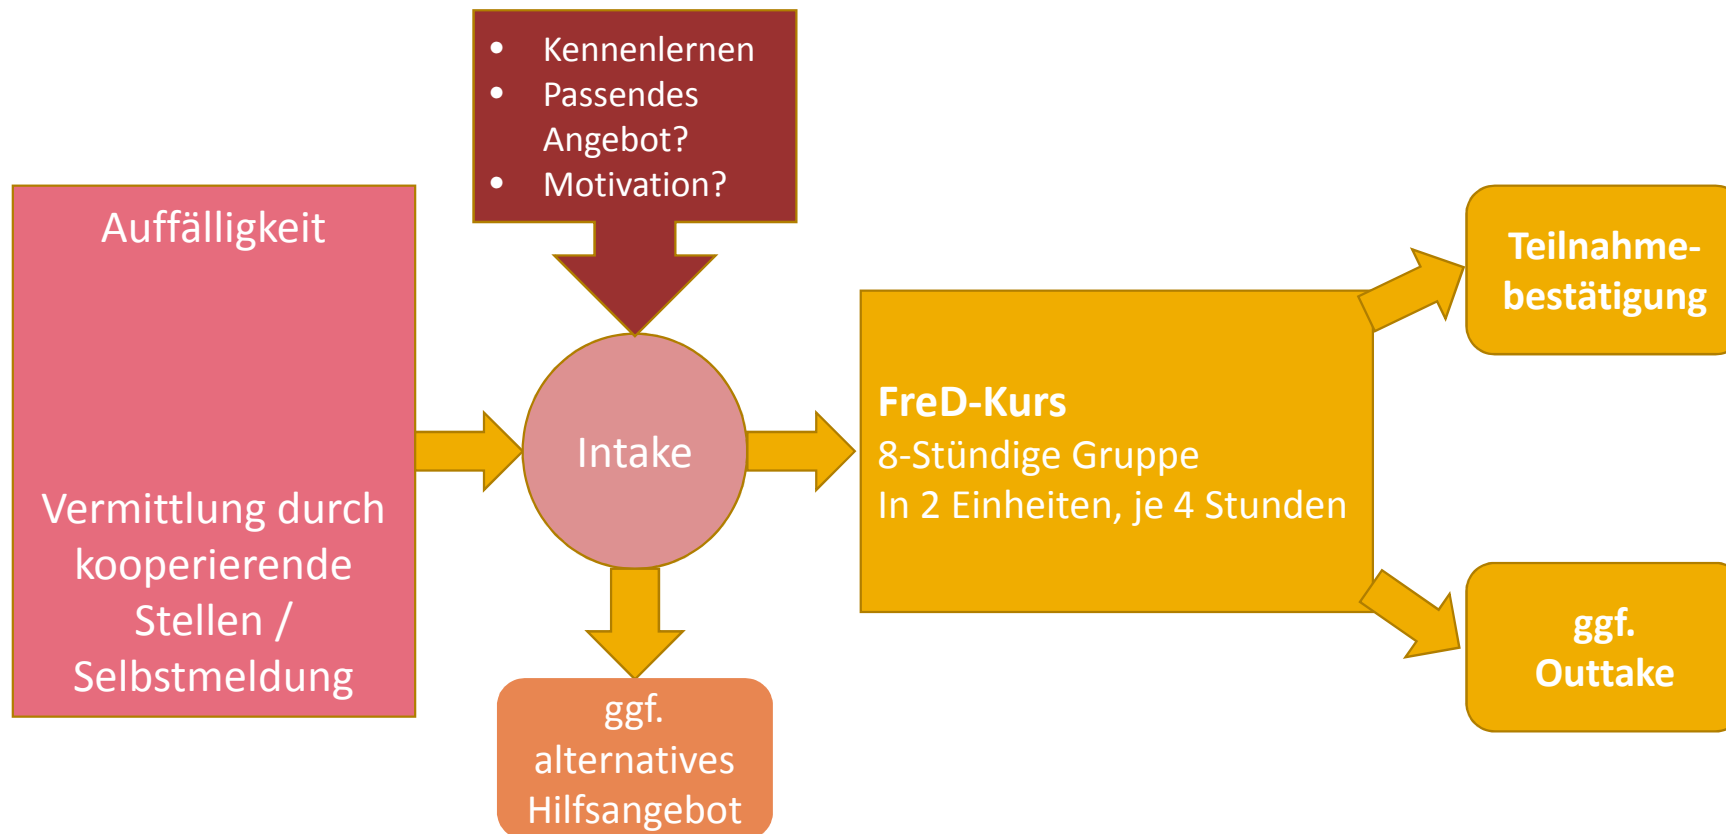 • Kennenlernen
• Passendes
Angebot?
• Motivation?
Auffälligkeit
Vermittlung durch
kooperierende
Stellen /
Selbstmeldung
Intake
ggf.
alternatives
Hilfsangebot
FreD-Kurs
8-Stündige Gruppe
In 2 Einheiten, je 4 Stunden
Teilnahme-
bestätigung
ggf.
Outtake